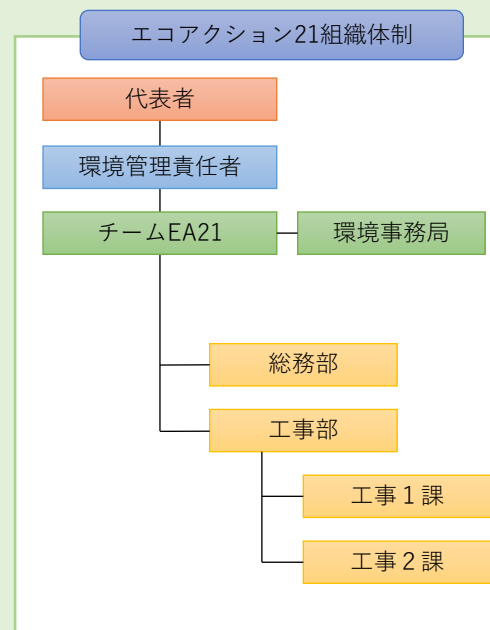 エコアクション21組織体制
代表者
環境管理責任者
チームEA21
環境事務局
総務部
工事部
工事１課
工事２課